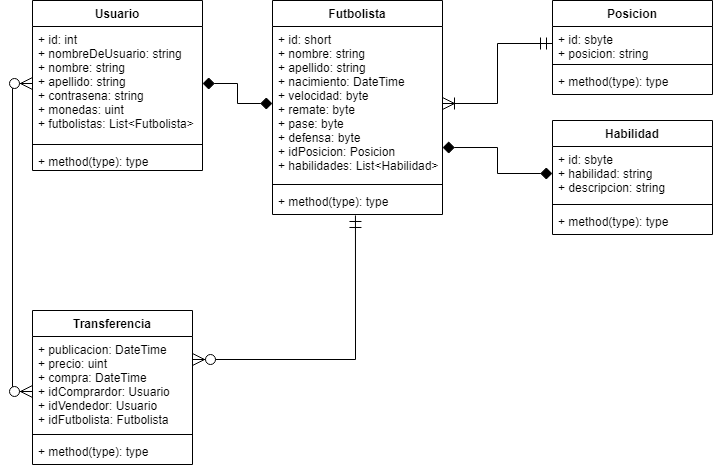 Usuario
+ id: int
+ nombreDeUsuario: string
+ nombre: string
+ apellido: string
+ contrasena: string
+ monedas: uint
+ futbolistas: List<Futbolista>
+ method(type): type
Futbolista
+ id: short
+ nombre: string
+ apellido: string
+ nacimiento: DateTime
+ velocidad: byte
+ remate: byte
+ pase: byte
+ defensa: byte
+ idPosicion: Posicion
+ habilidades: List<Habilidad>
+ method(type): type
Posicion
+ id: sbyte
+ posicion: string
+ method(type): type
Habilidad
+ id: sbyte
+ habilidad: string
+ descripcion: string
+ method(type): type
Transferencia
+ publicacion: DateTime
+ precio: uint
+ compra: DateTime
+ idComprardor: Usuario
+ idVendedor: Usuario
+ idFutbolista: Futbolista
+ method(type): type